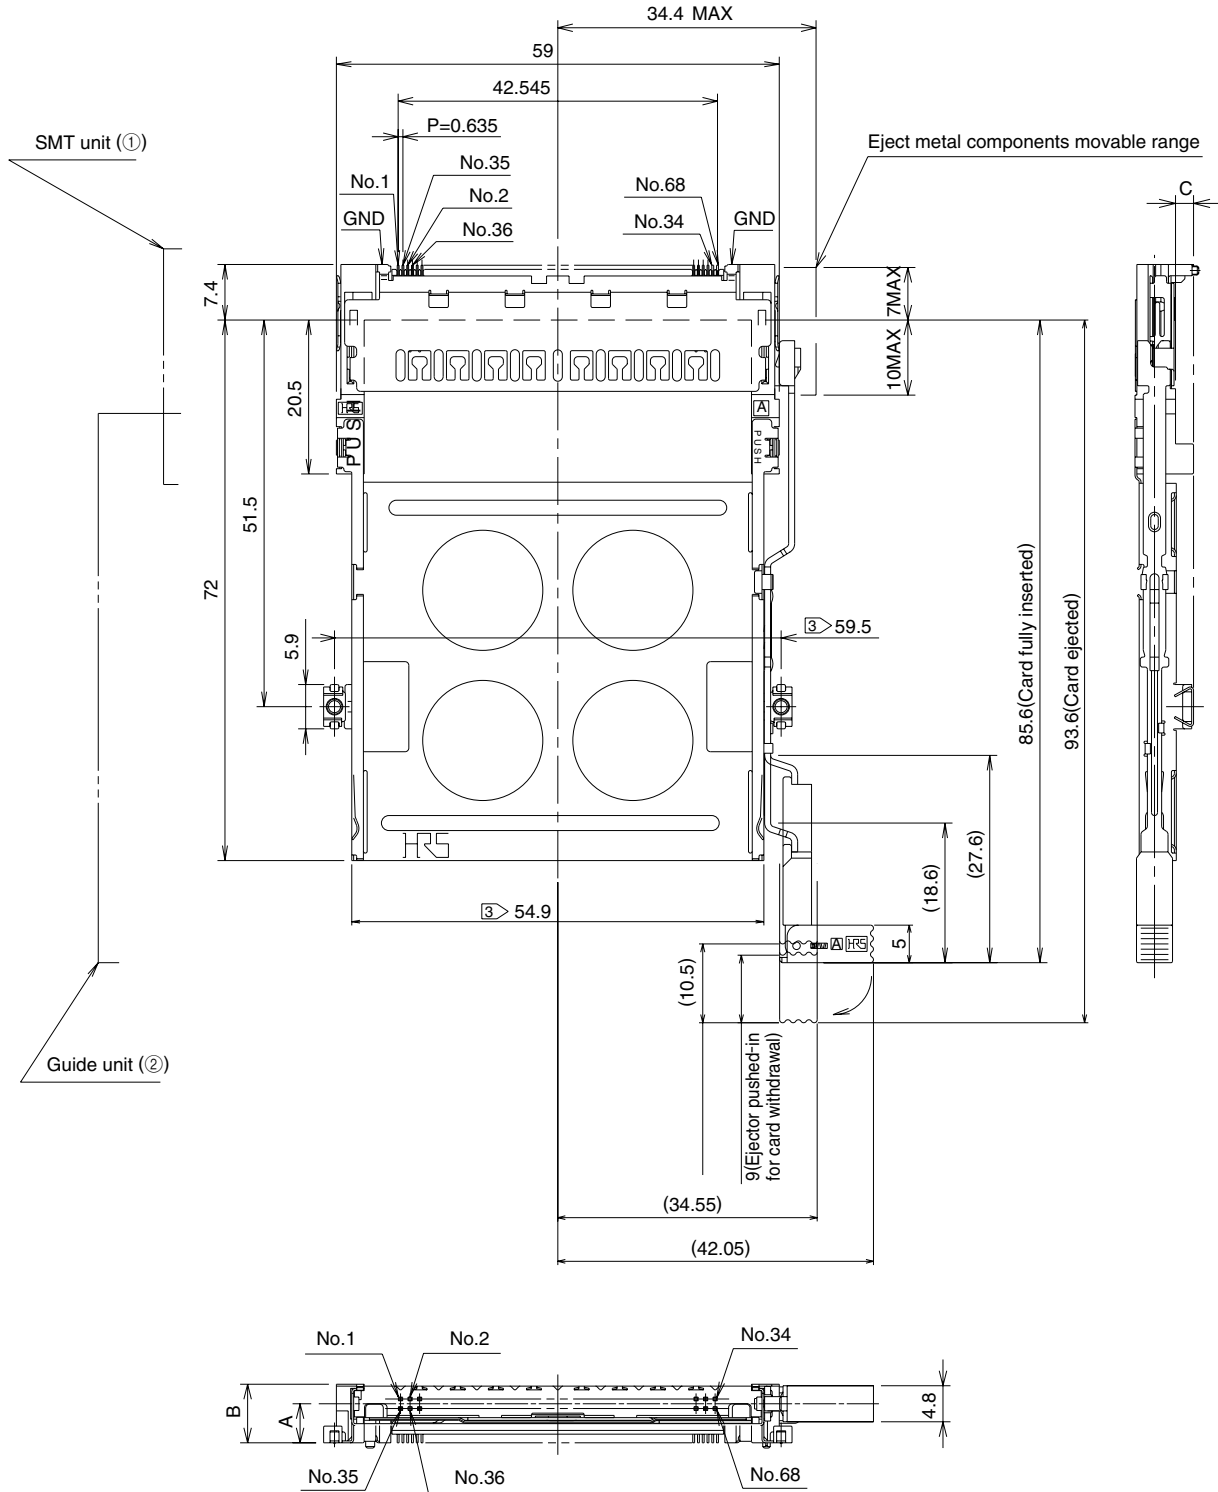 34.4 MAX
59
42.545
P=0.635
SMT unit (①)
Eject metal components movable range
No.35
No.1
No.68
No.2
C
GND
No.34
GND
No.36
7.4
7MAX
10MAX
20.5
HRS
A
PUSH
PUSH
51.5
72
85.6(Card fully inserted)
93.6(Card ejected)
3 59.5
5.9
HRS
(27.6)
(18.6)
3 54.9
A HRS
5
(10.5)
9(Ejector pushed-in
for card withdrawal)
Guide unit (②)
(34.55)
(42.05)
No.1
No.2
No.34
B
A
4.8
No.35
No.36
No.68